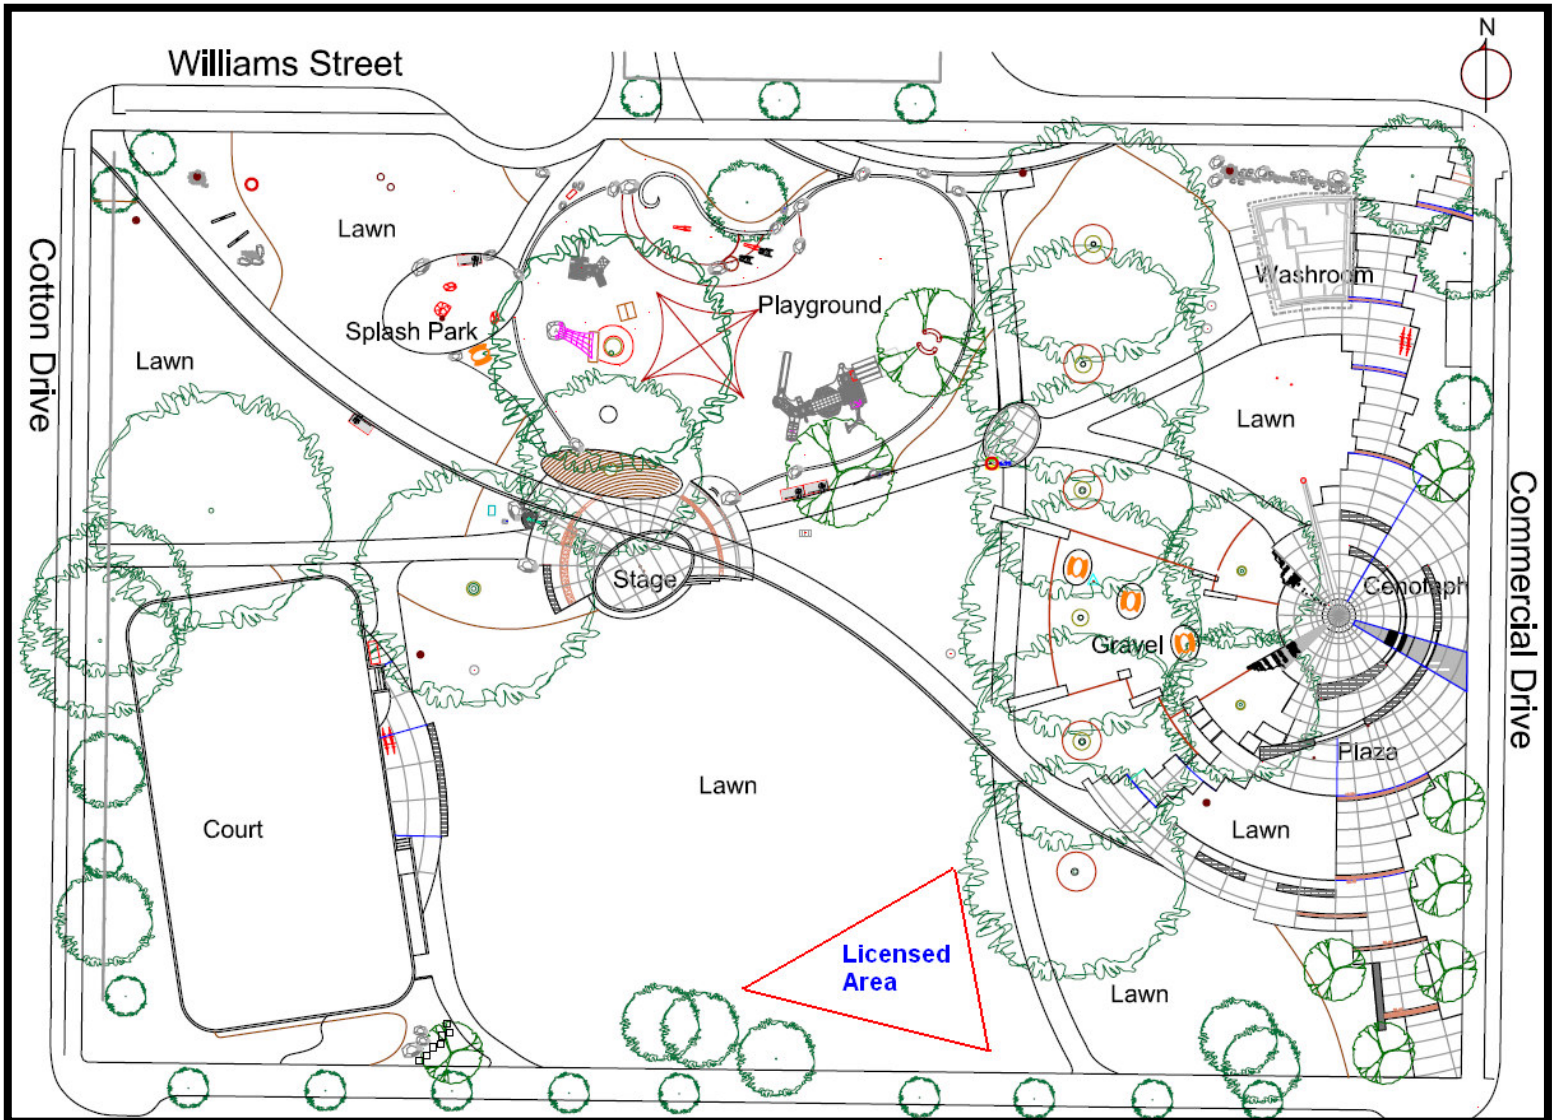 N
Williams Street
Lawn
Cotton Drive
Washroom
Playground
Splash Park
Lawn
Lawn
Commercial Drive
Stage
Cenotaph
Gravel
Plaza
Lawn
Court
Lawn
Licensed
Area
Lawn